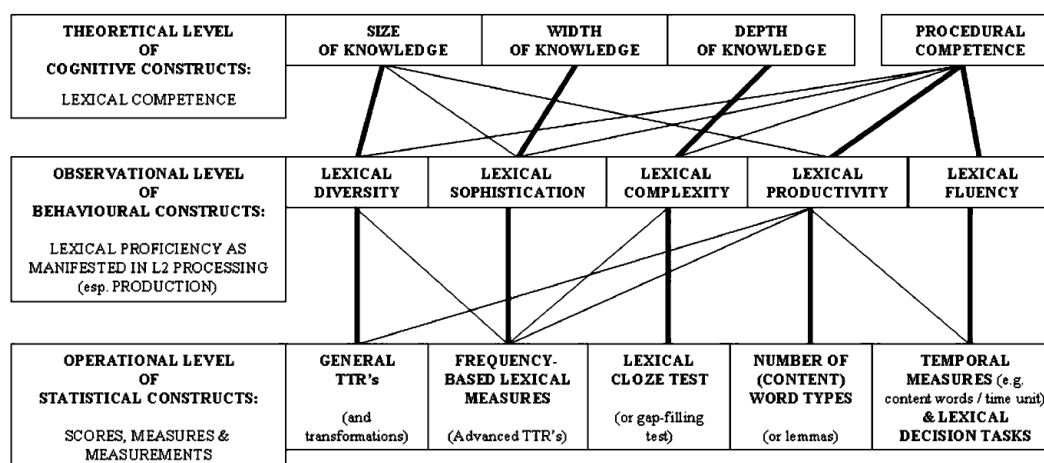 THEORETICAL LEVEL
OF
COGNITIVE CONSTRUCTS:
LEXICAL COMPETENCE
SIZE
OF KNOWLEDGE
WIDTH
OF KNOWLEDGE
DEPTH
OF KNOWLEDGE
PROCEDURAL
COMPETENCE
OBSERVATIONAL LEVEL
OF
BEHAVIOURAL CONSTRUCTS:
LEXICAL PROFICIENCY AS
MANIFESTED IN L2 PROCESSING
(esp. PRODUCTION)
LEXICAL
DIVERSITY
LEXICAL
SOPHISTICATION
LEXICAL
COMPLEXITY
LEXICAL
PRODUCTIVITY
LEXICAL
FLUENCY
OPERATIONAL LEVEL
OF
STATISTICAL CONSTRUCTS:
SCORES, MEASURES &
MEASUREMENTS
GENERAL
TTR's
(and
transformations)
FREQUENCY-
BASED LEXICAL
MEASURES
(Advanced TTR's)
LEXICAL
CLOZE TEST
(or gap-filling
test)
NUMBER OF
(CONTENT)
WORD TYPES
(or lemmas)
TEMPORAL
MEASURES (e.g.
content words / time unit)
& LEXICAL
DECISION TASKS